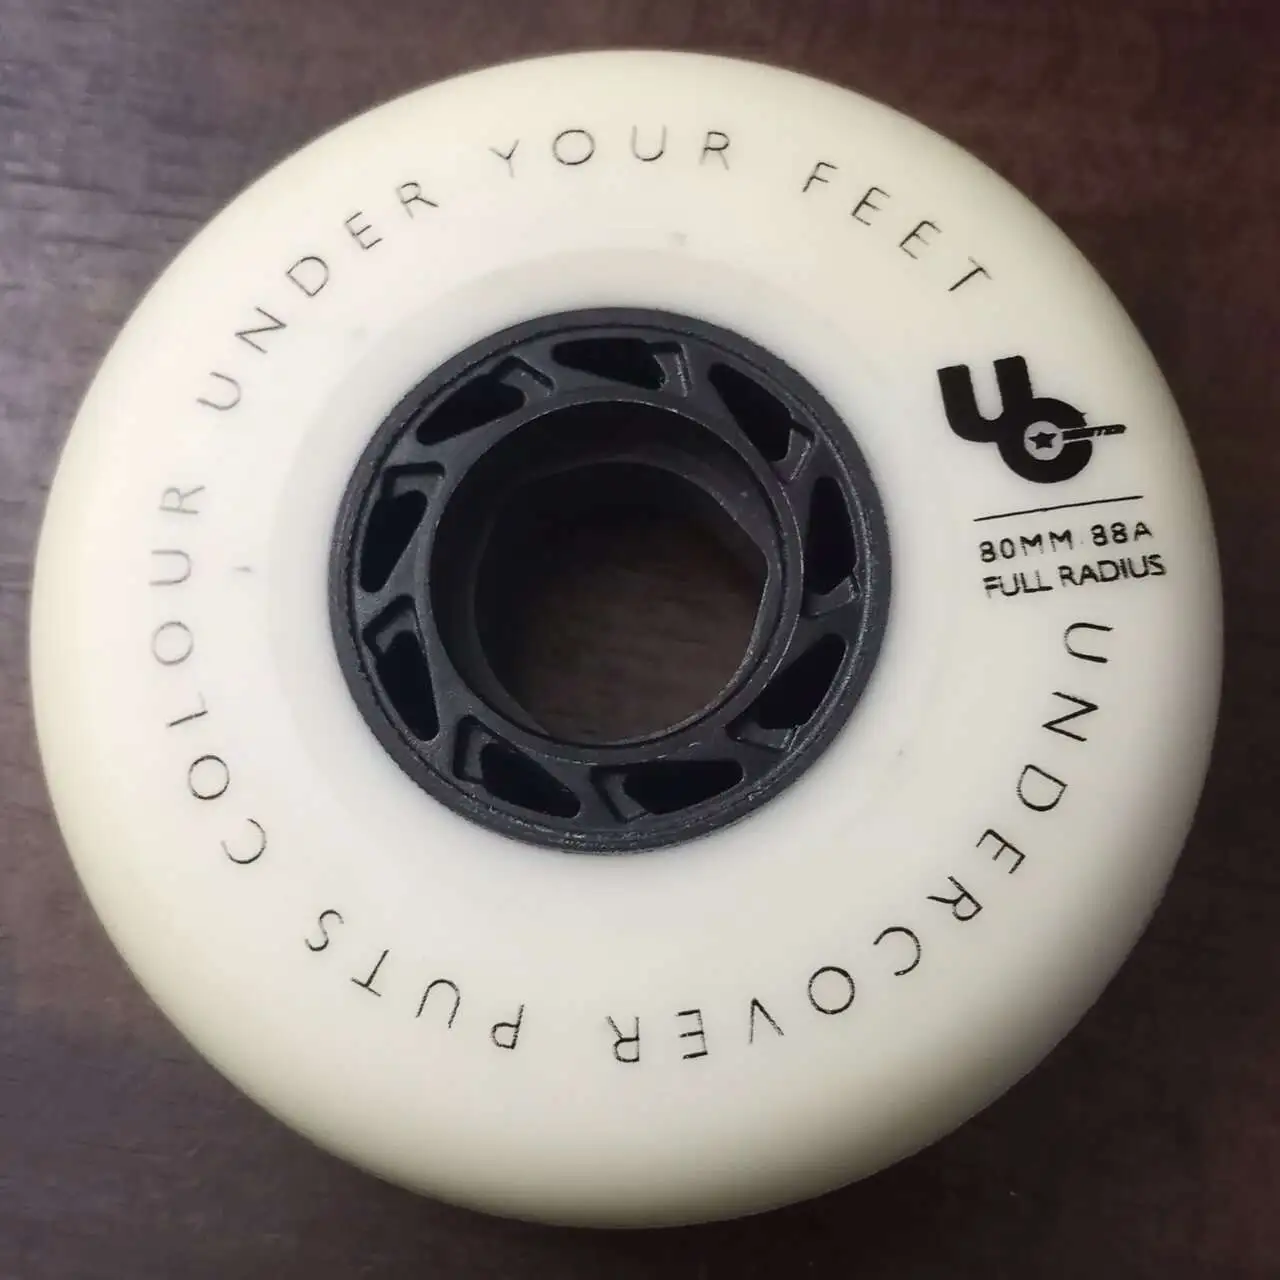 UC
80MM 88A
FULL RADIUS
UNDERCOVER PUTS COLOUR UNDER YOUR FEET